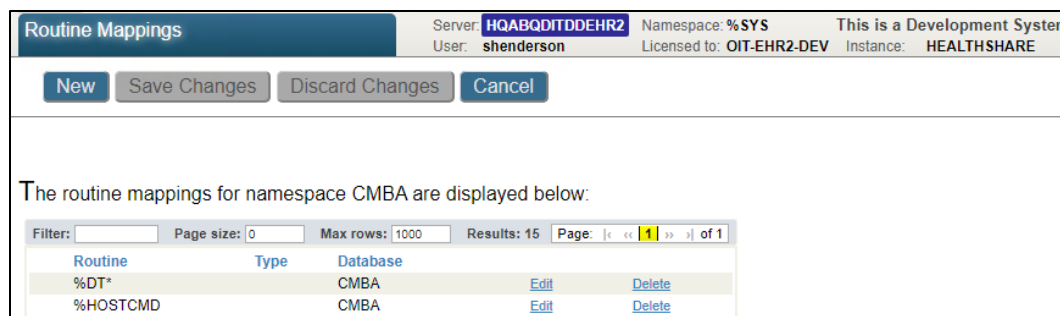 Routine Mappings Server: HQABQDITDDEHR2 Namespace: %SYS This is a Development System
User: shenderson Licensed to: OIT-EHR2-DEV Instance: HEALTHSHARE
New Save Changes Discard Changes Cancel
The routine mappings for namespace CMBA are displayed below:
Filter: Page size: 0 Max rows: 1000 Results: 15 Page: |< << 1 >> >| of 1
Routine Type Database
%DT* CMBA Edit Delete
%HOSTCMD CMBA Edit Delete